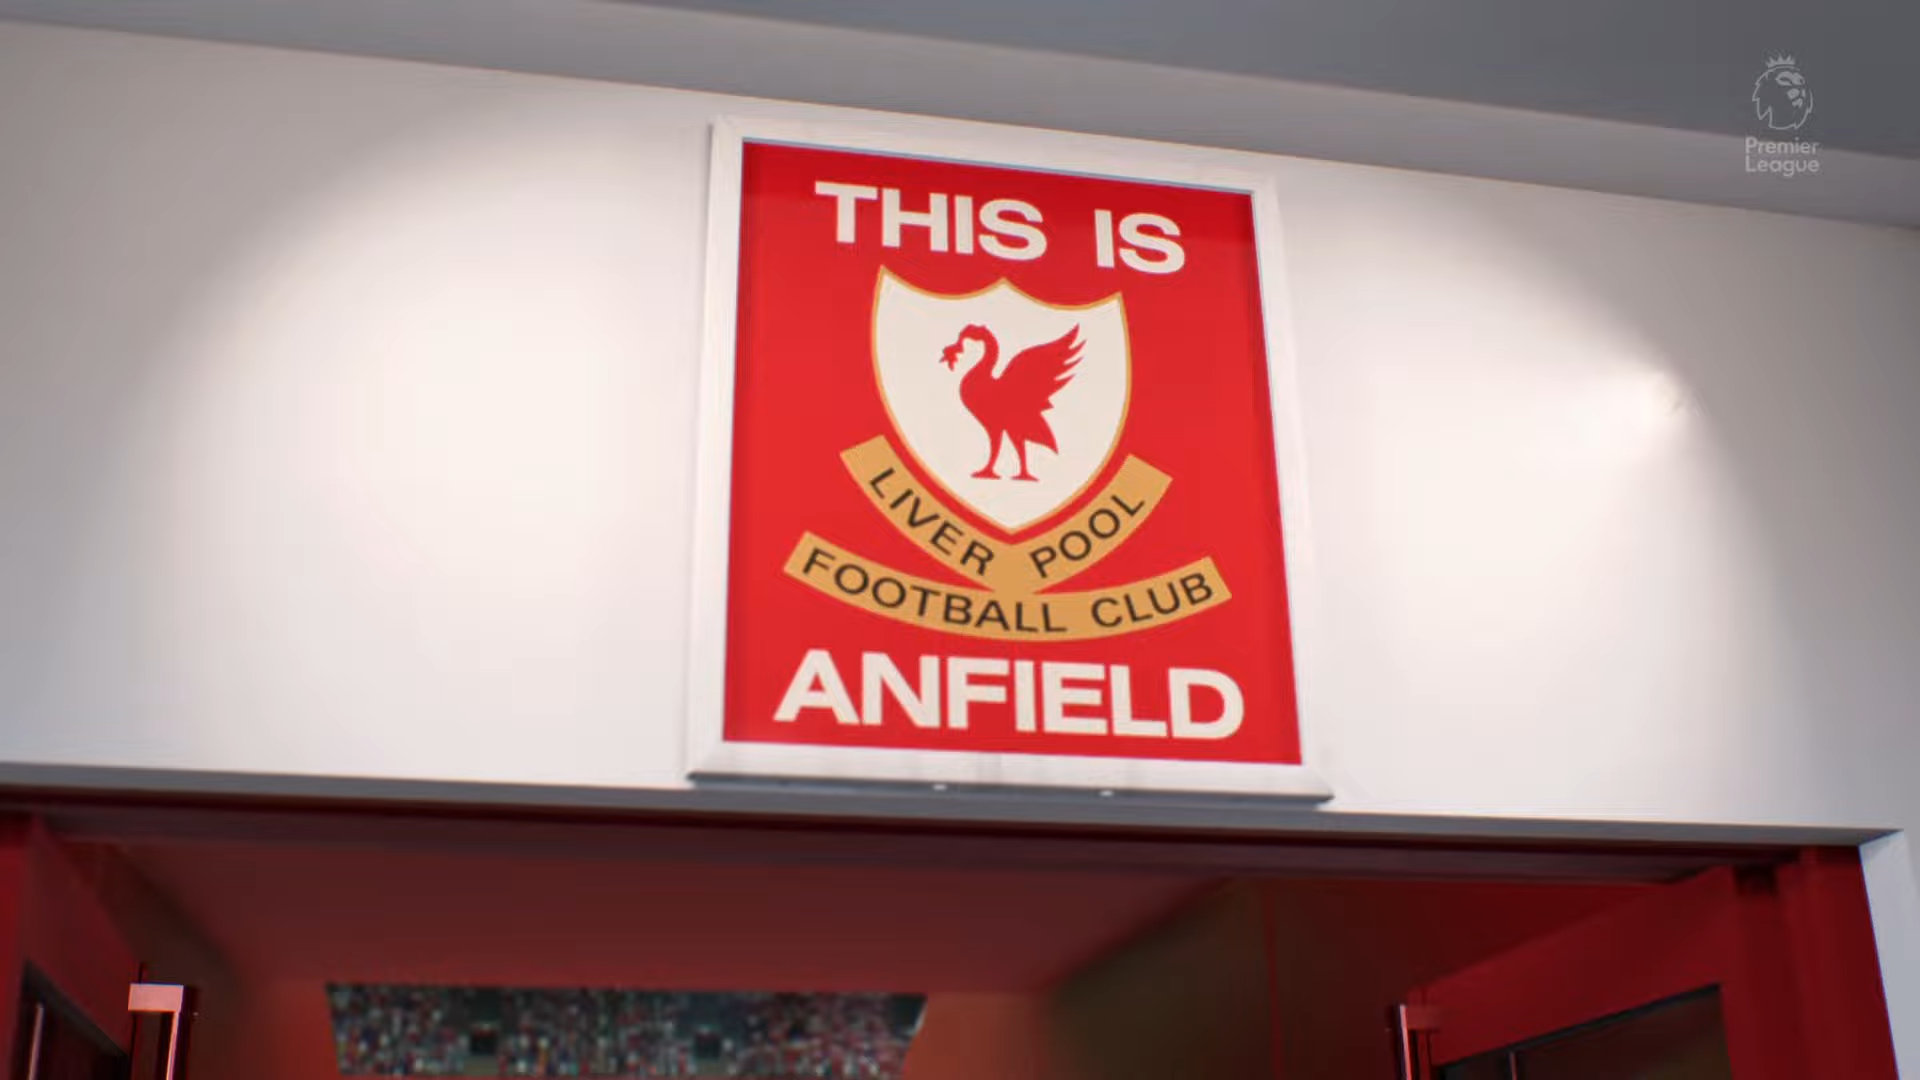 Premier
League
THIS IS
LIVER POOL
FOOTBALL CLUB
ANFIELD